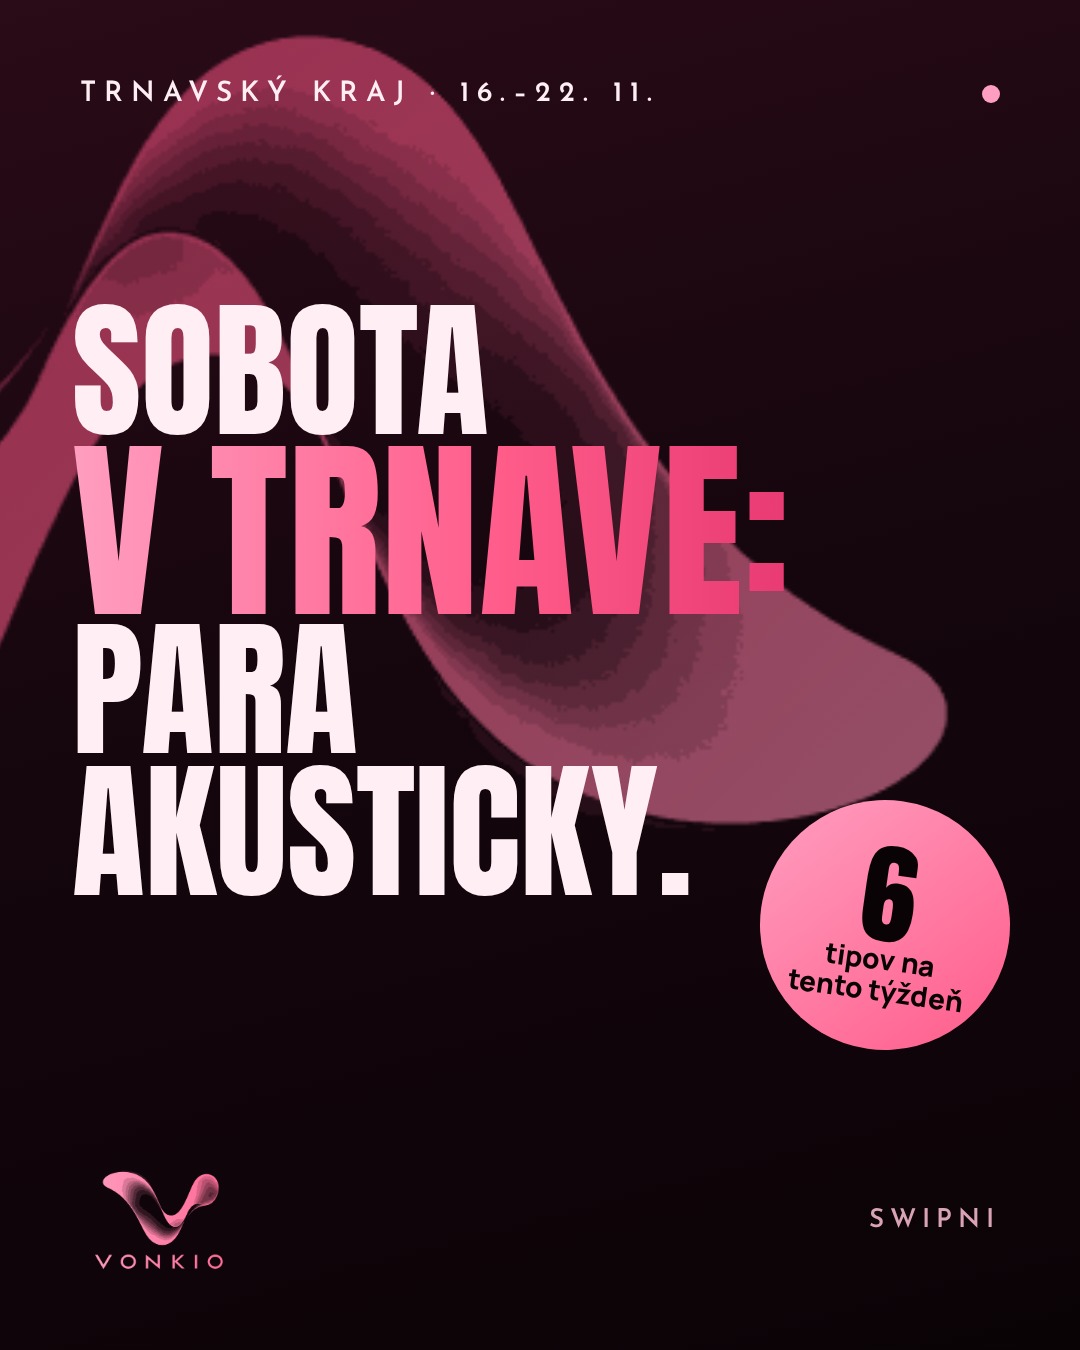 TRNAVSKÝ KRAJ · 16.–22. 11.
SOBOTA
V TRNAVE:
PARA
AKUSTICKY.
6
tipov na
tento týždeň
VONKIO
SWIPNI